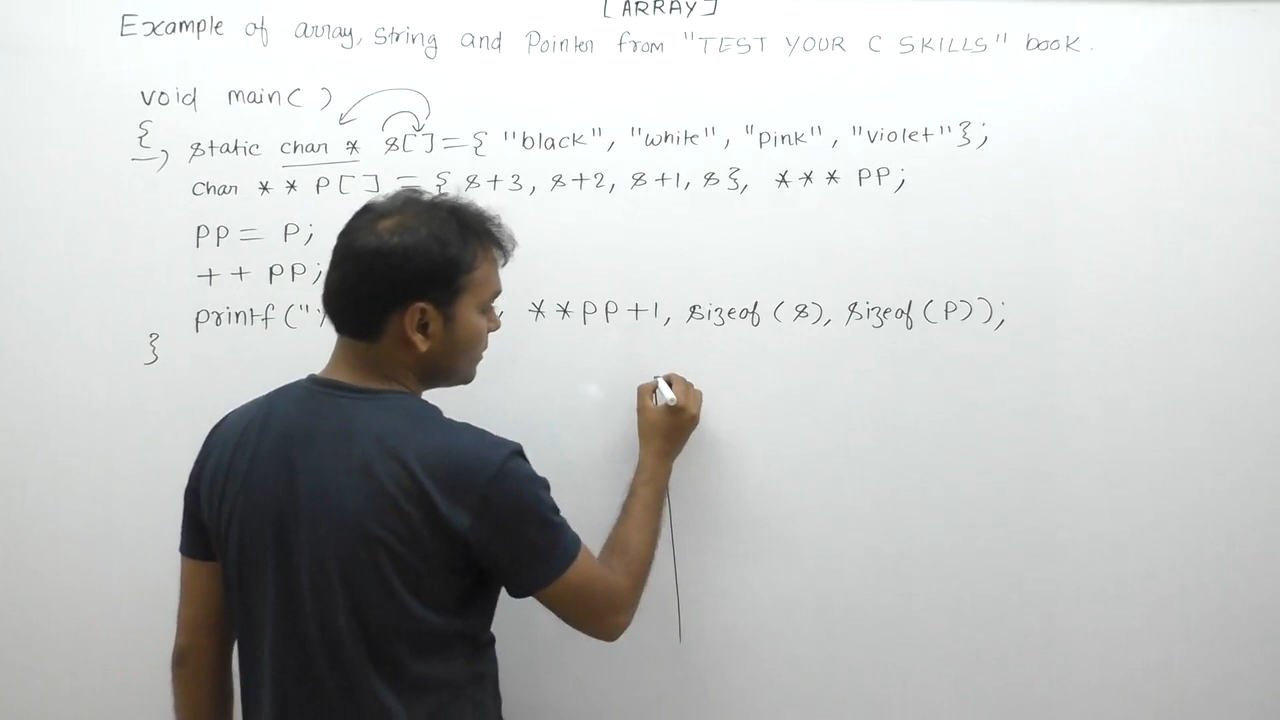 [ARRAY]
Example of array, string and Pointer from "TEST YOUR C SKILLS" book.
void main( )
{
static char * s[ ] = { "black", "white", "pink", "violet" };
char * * P[ ] = { s+3, s+2, s+1, s}, * * * PP;
PP = P;
+ + PP;
printf ("% , * * PP + 1, sizeof (s), sizeof (P));
}